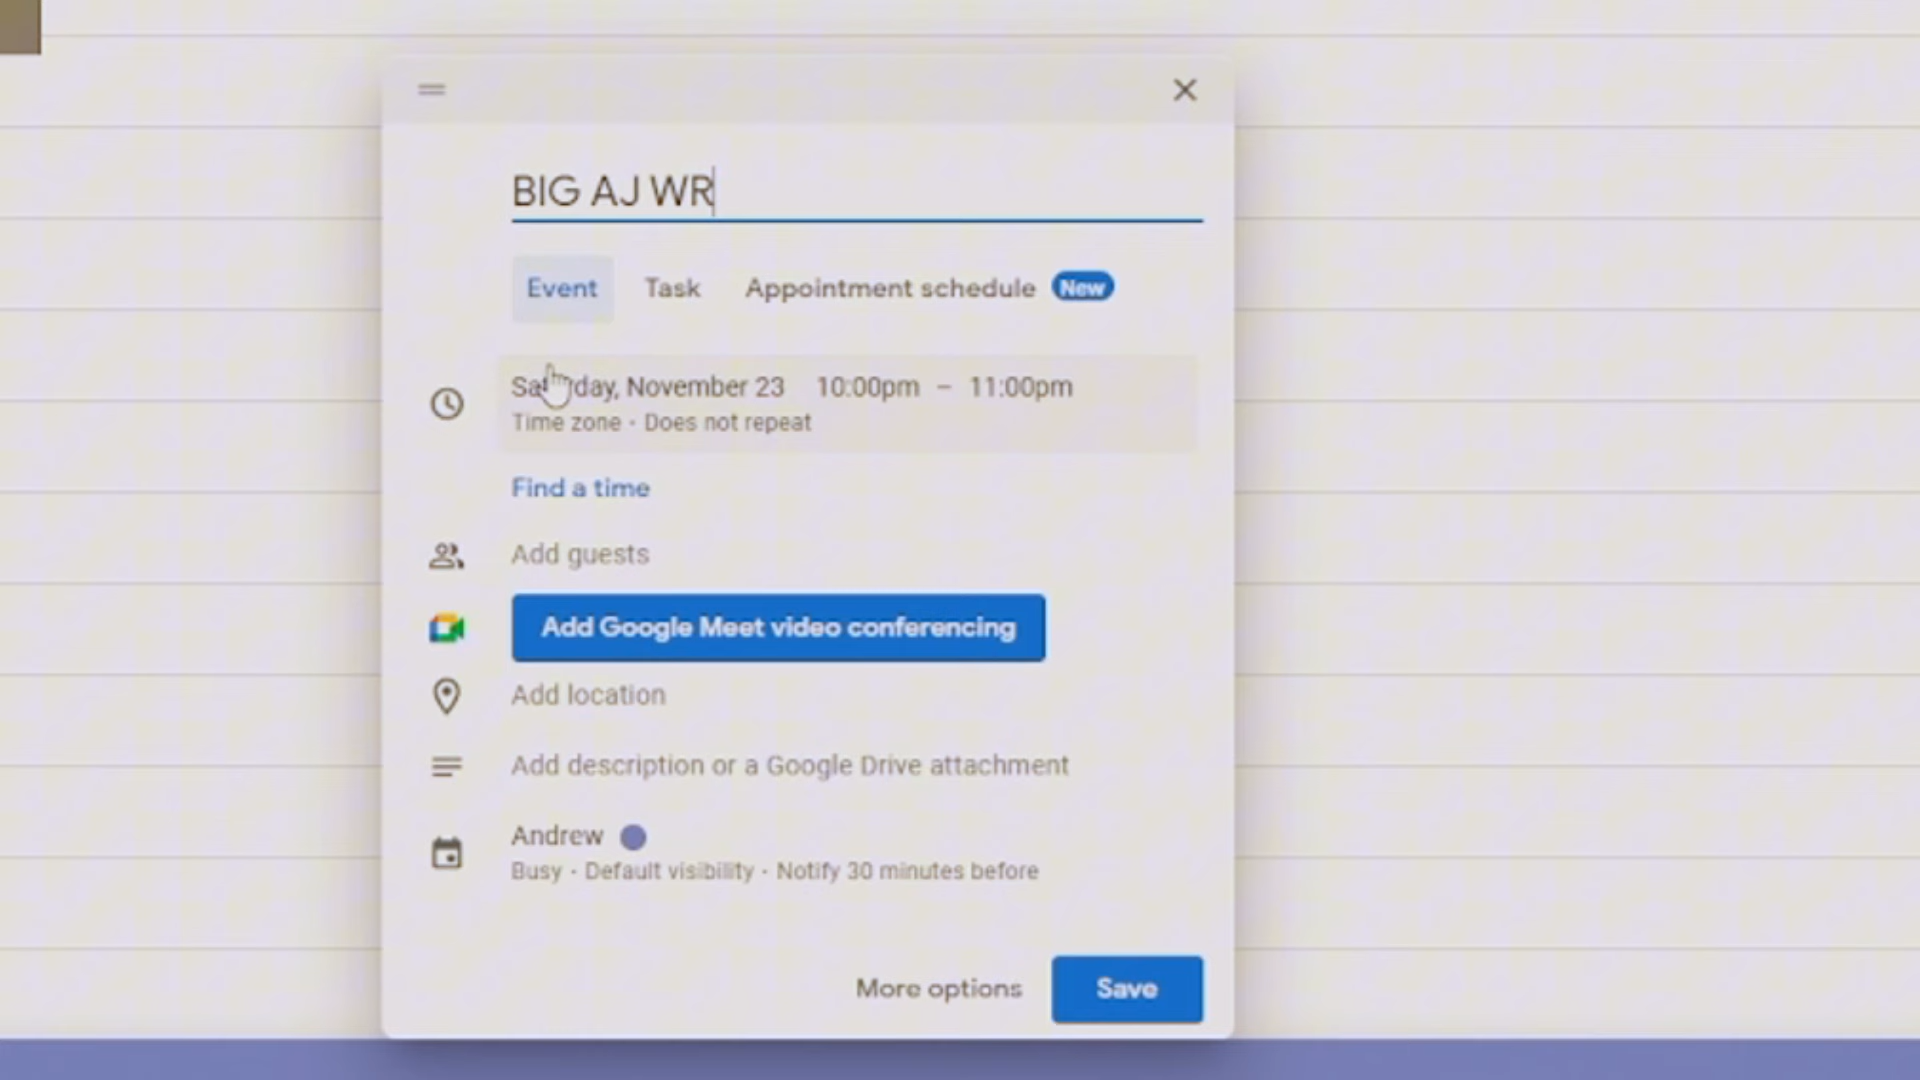 BIG AJ WR
Event Task Appointment schedule New
Saturday, November 23 10:00pm – 11:00pm
Time zone · Does not repeat
Find a time
Add guests
Add Google Meet video conferencing
Add location
Add description or a Google Drive attachment
Andrew
Busy · Default visibility · Notify 30 minutes before
More options Save